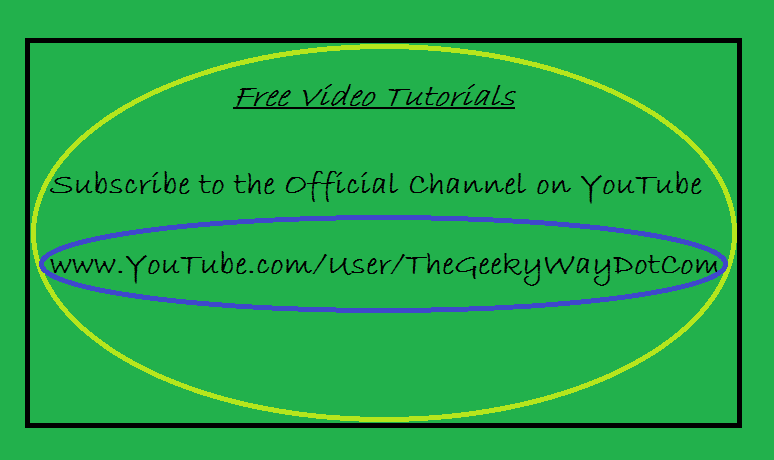 Free Video Tutorials
Subscribe to the Official Channel on YouTube
www.YouTube.com/User/TheGeekyWayDotCom